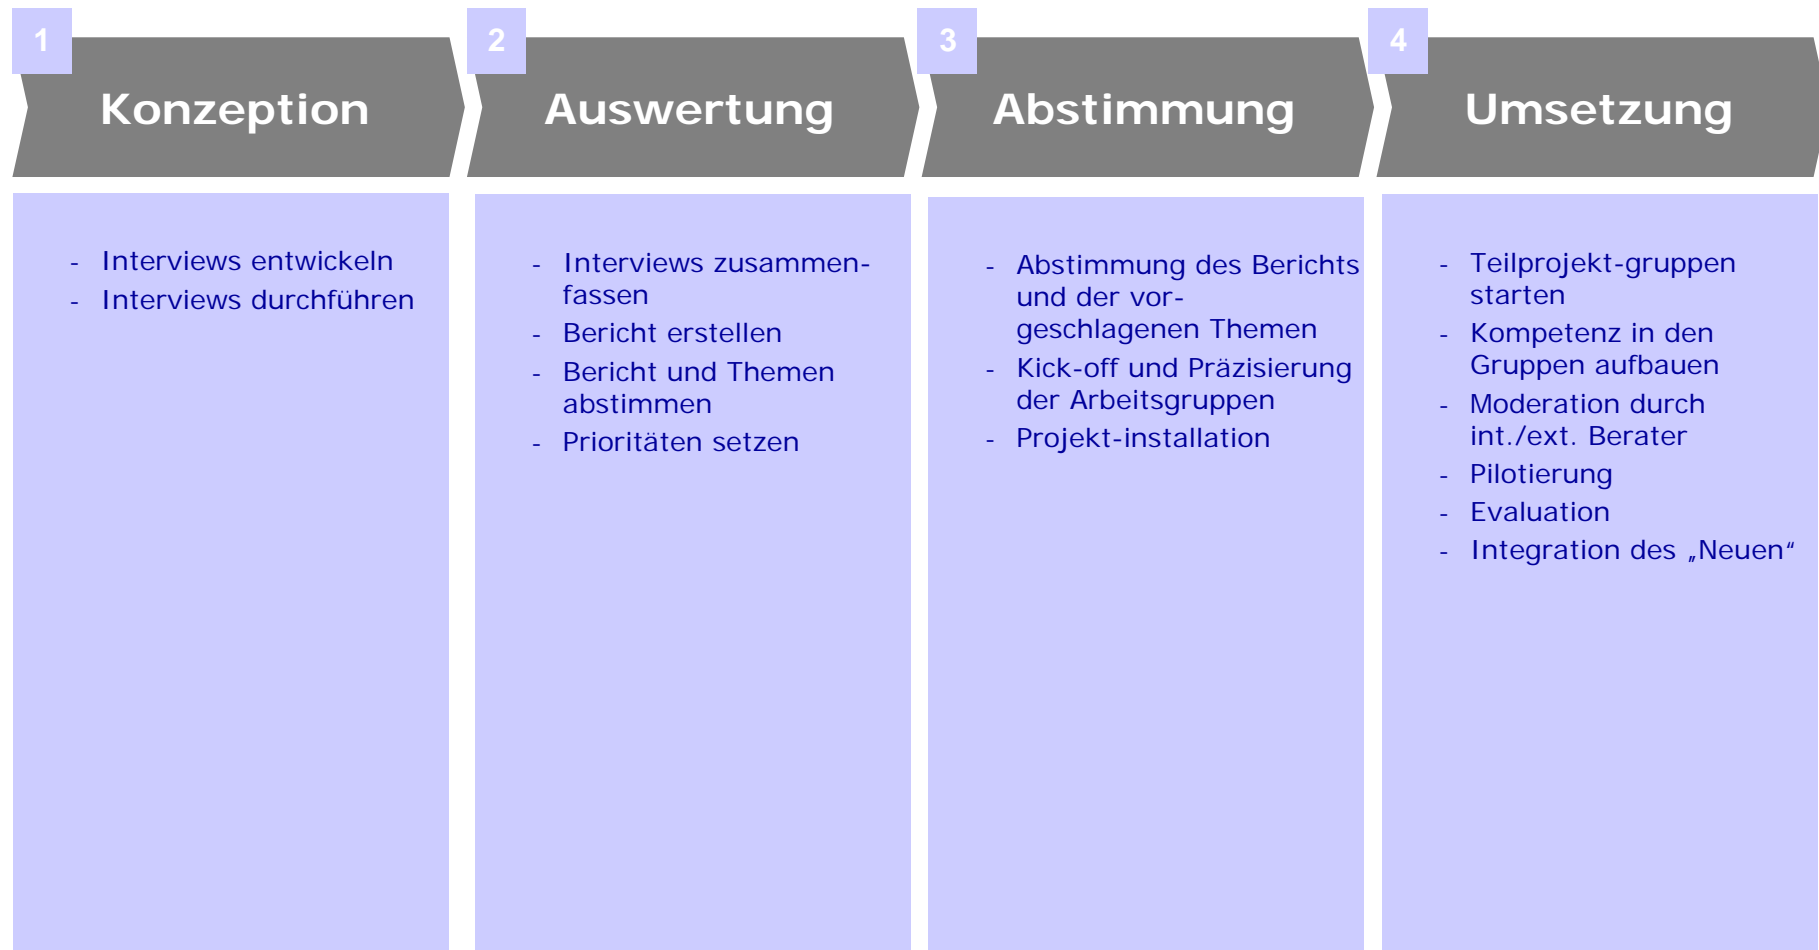 1
Konzeption
- Interviews entwickeln
- Interviews durchführen
2
Auswertung
- Interviews zusammen-
fassen
- Bericht erstellen
- Bericht und Themen
abstimmen
- Prioritäten setzen
3
Abstimmung
- Abstimmung des Berichts
und der vor-
geschlagenen Themen
- Kick-off und Präzisierung
der Arbeitsgruppen
- Projekt-installation
4
Umsetzung
- Teilprojekt-gruppen
starten
- Kompetenz in den
Gruppen aufbauen
- Moderation durch
int./ext. Berater
- Pilotierung
- Evaluation
- Integration des „Neuen“